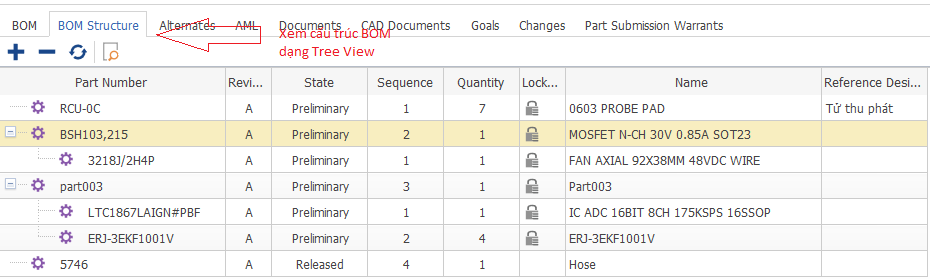 BOM BOM Structure Alternates AML Documents CAD Documents Goals Changes Part Submission Warrants
Xem cấu trúc BOM
dạng Tree View
Part Number Revi... State Sequence Quantity Lock... Name Reference Desi...
RCU-0C A Preliminary 1 7 0603 PROBE PAD Tử thu phát
BSH103,215 A Preliminary 2 1 MOSFET N-CH 30V 0.85A SOT23
3218J/2H4P A Preliminary 1 1 FAN AXIAL 92X38MM 48VDC WIRE
part003 A Preliminary 3 1 Part003
LTC1867LAIGN#PBF A Preliminary 1 1 IC ADC 16BIT 8CH 175KSPS 16SSOP
ERJ-3EKF1001V A Preliminary 2 4 ERJ-3EKF1001V
5746 A Released 4 1 Hose